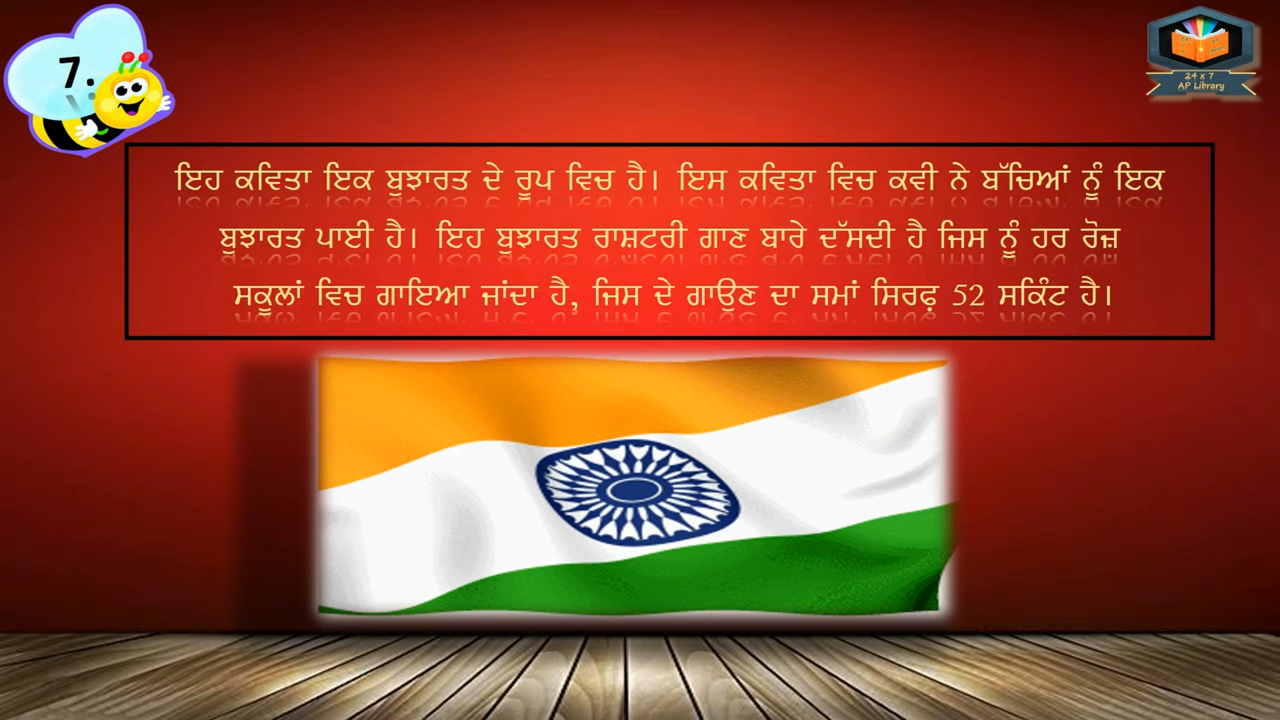 7.
24 x 7
AP Library
ਇਹ ਕਵਿਤਾ ਇਕ ਬੁਝਾਰਤ ਦੇ ਰੂਪ ਵਿਚ ਹੈ। ਇਸ ਕਵਿਤਾ ਵਿਚ ਕਵੀ ਨੇ ਬੱਚਿਆਂ ਨੂੰ ਇਕ
ਬੁਝਾਰਤ ਪਾਈ ਹੈ। ਇਹ ਬੁਝਾਰਤ ਰਾਸ਼ਟਰੀ ਗਾਣ ਬਾਰੇ ਦੱਸਦੀ ਹੈ ਜਿਸ ਨੂੰ ਹਰ ਰੋਜ਼
ਸਕੂਲਾਂ ਵਿਚ ਗਾਇਆ ਜਾਂਦਾ ਹੈ, ਜਿਸ ਦੇ ਗਾਉਣ ਦਾ ਸਮਾਂ ਸਿਰਫ਼ 52 ਸਕਿੰਟ ਹੈ।